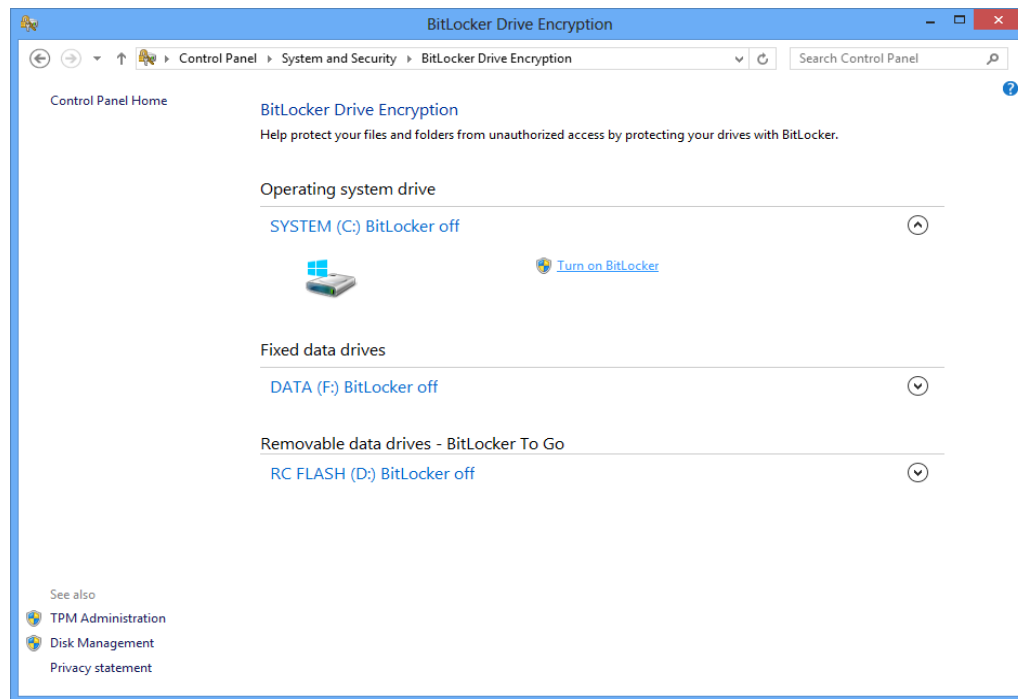 BitLocker Drive Encryption
Control Panel System and Security BitLocker Drive Encryption Search Control Panel
Control Panel Home
BitLocker Drive Encryption
Help protect your files and folders from unauthorized access by protecting your drives with BitLocker.
Operating system drive
SYSTEM (C:) BitLocker off
Turn on BitLocker
Fixed data drives
DATA (F:) BitLocker off
Removable data drives - BitLocker To Go
RC FLASH (D:) BitLocker off
See also
TPM Administration
Disk Management
Privacy statement